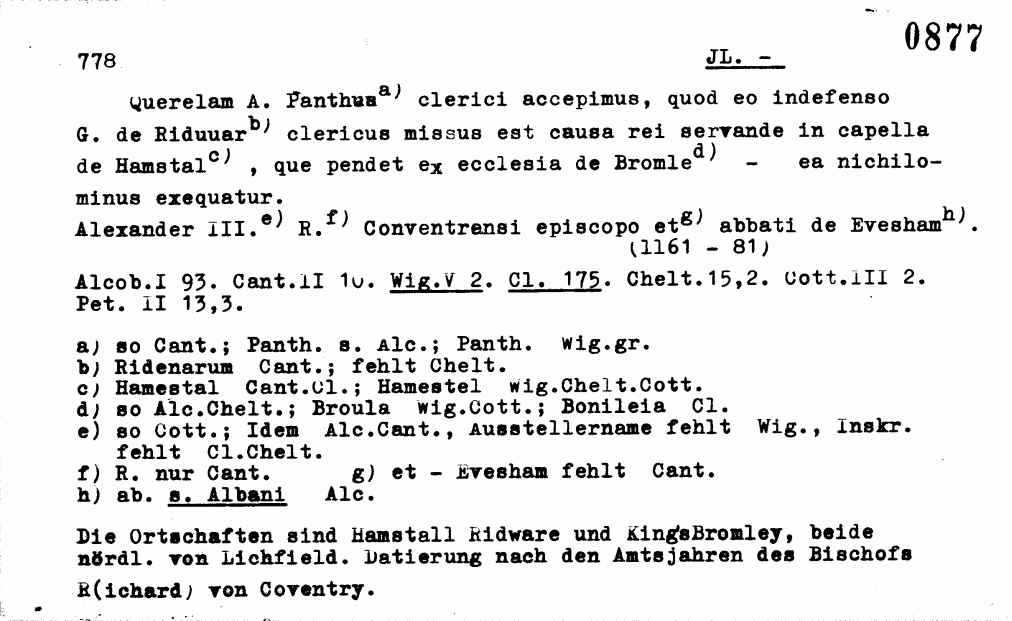 0877
778 JL. -
Querelam A. Panthus a) clerici accepimus, quod eo indefenso
G. de Riduuar b) clericus missus est causa rei servande in capella
de Hamstal c) , que pendet ex ecclesia de Bromle d) - ea nichilo-
minus exequatur.
Alexander III. e) R. f) Conventrensi episcopo et g) abbati de Evesham h).
(1161 - 81)
Alcob.I 93. Cant.II 10. Wig.V 2. Cl. 175. Chelt.15,2. Cott.III 2.
Pet. II 13,3.
a) so Cant.; Panth. s. Alc.; Panth. Wig.gr.
b) Ridenarum Cant.; fehlt Chelt.
c) Hamestal Cant.Cl.; Hamestel Wig.Chelt.Cott.
d) so Alc.Chelt.; Broula Wig.Cott.; Bonileia Cl.
e) so Cott.; Idem Alc.Cant., Ausstellername fehlt Wig., Inskr.
fehlt Cl.Chelt.
f) R. nur Cant. g) et - Evesham fehlt Cant.
h) ab. s. Albani Alc.
Die Ortschaften sind Hamstall Ridware und KingsBromley, beide
nördl. von Lichfield. Datierung nach den Amtsjahren des Bischofs
R(ichard) von Coventry.